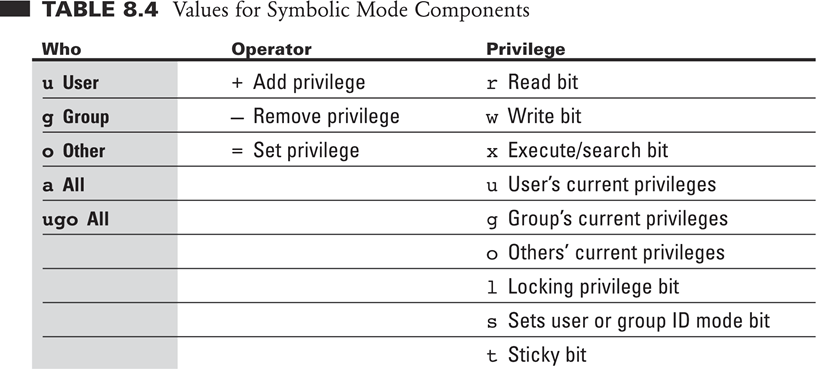 TABLE 8.4 Values for Symbolic Mode Components
Who Operator Privilege
u User + Add privilege r Read bit
g Group – Remove privilege w Write bit
o Other = Set privilege x Execute/search bit
a All u User’s current privileges
ugo All g Group’s current privileges
o Others’ current privileges
l Locking privilege bit
s Sets user or group ID mode bit
t Sticky bit